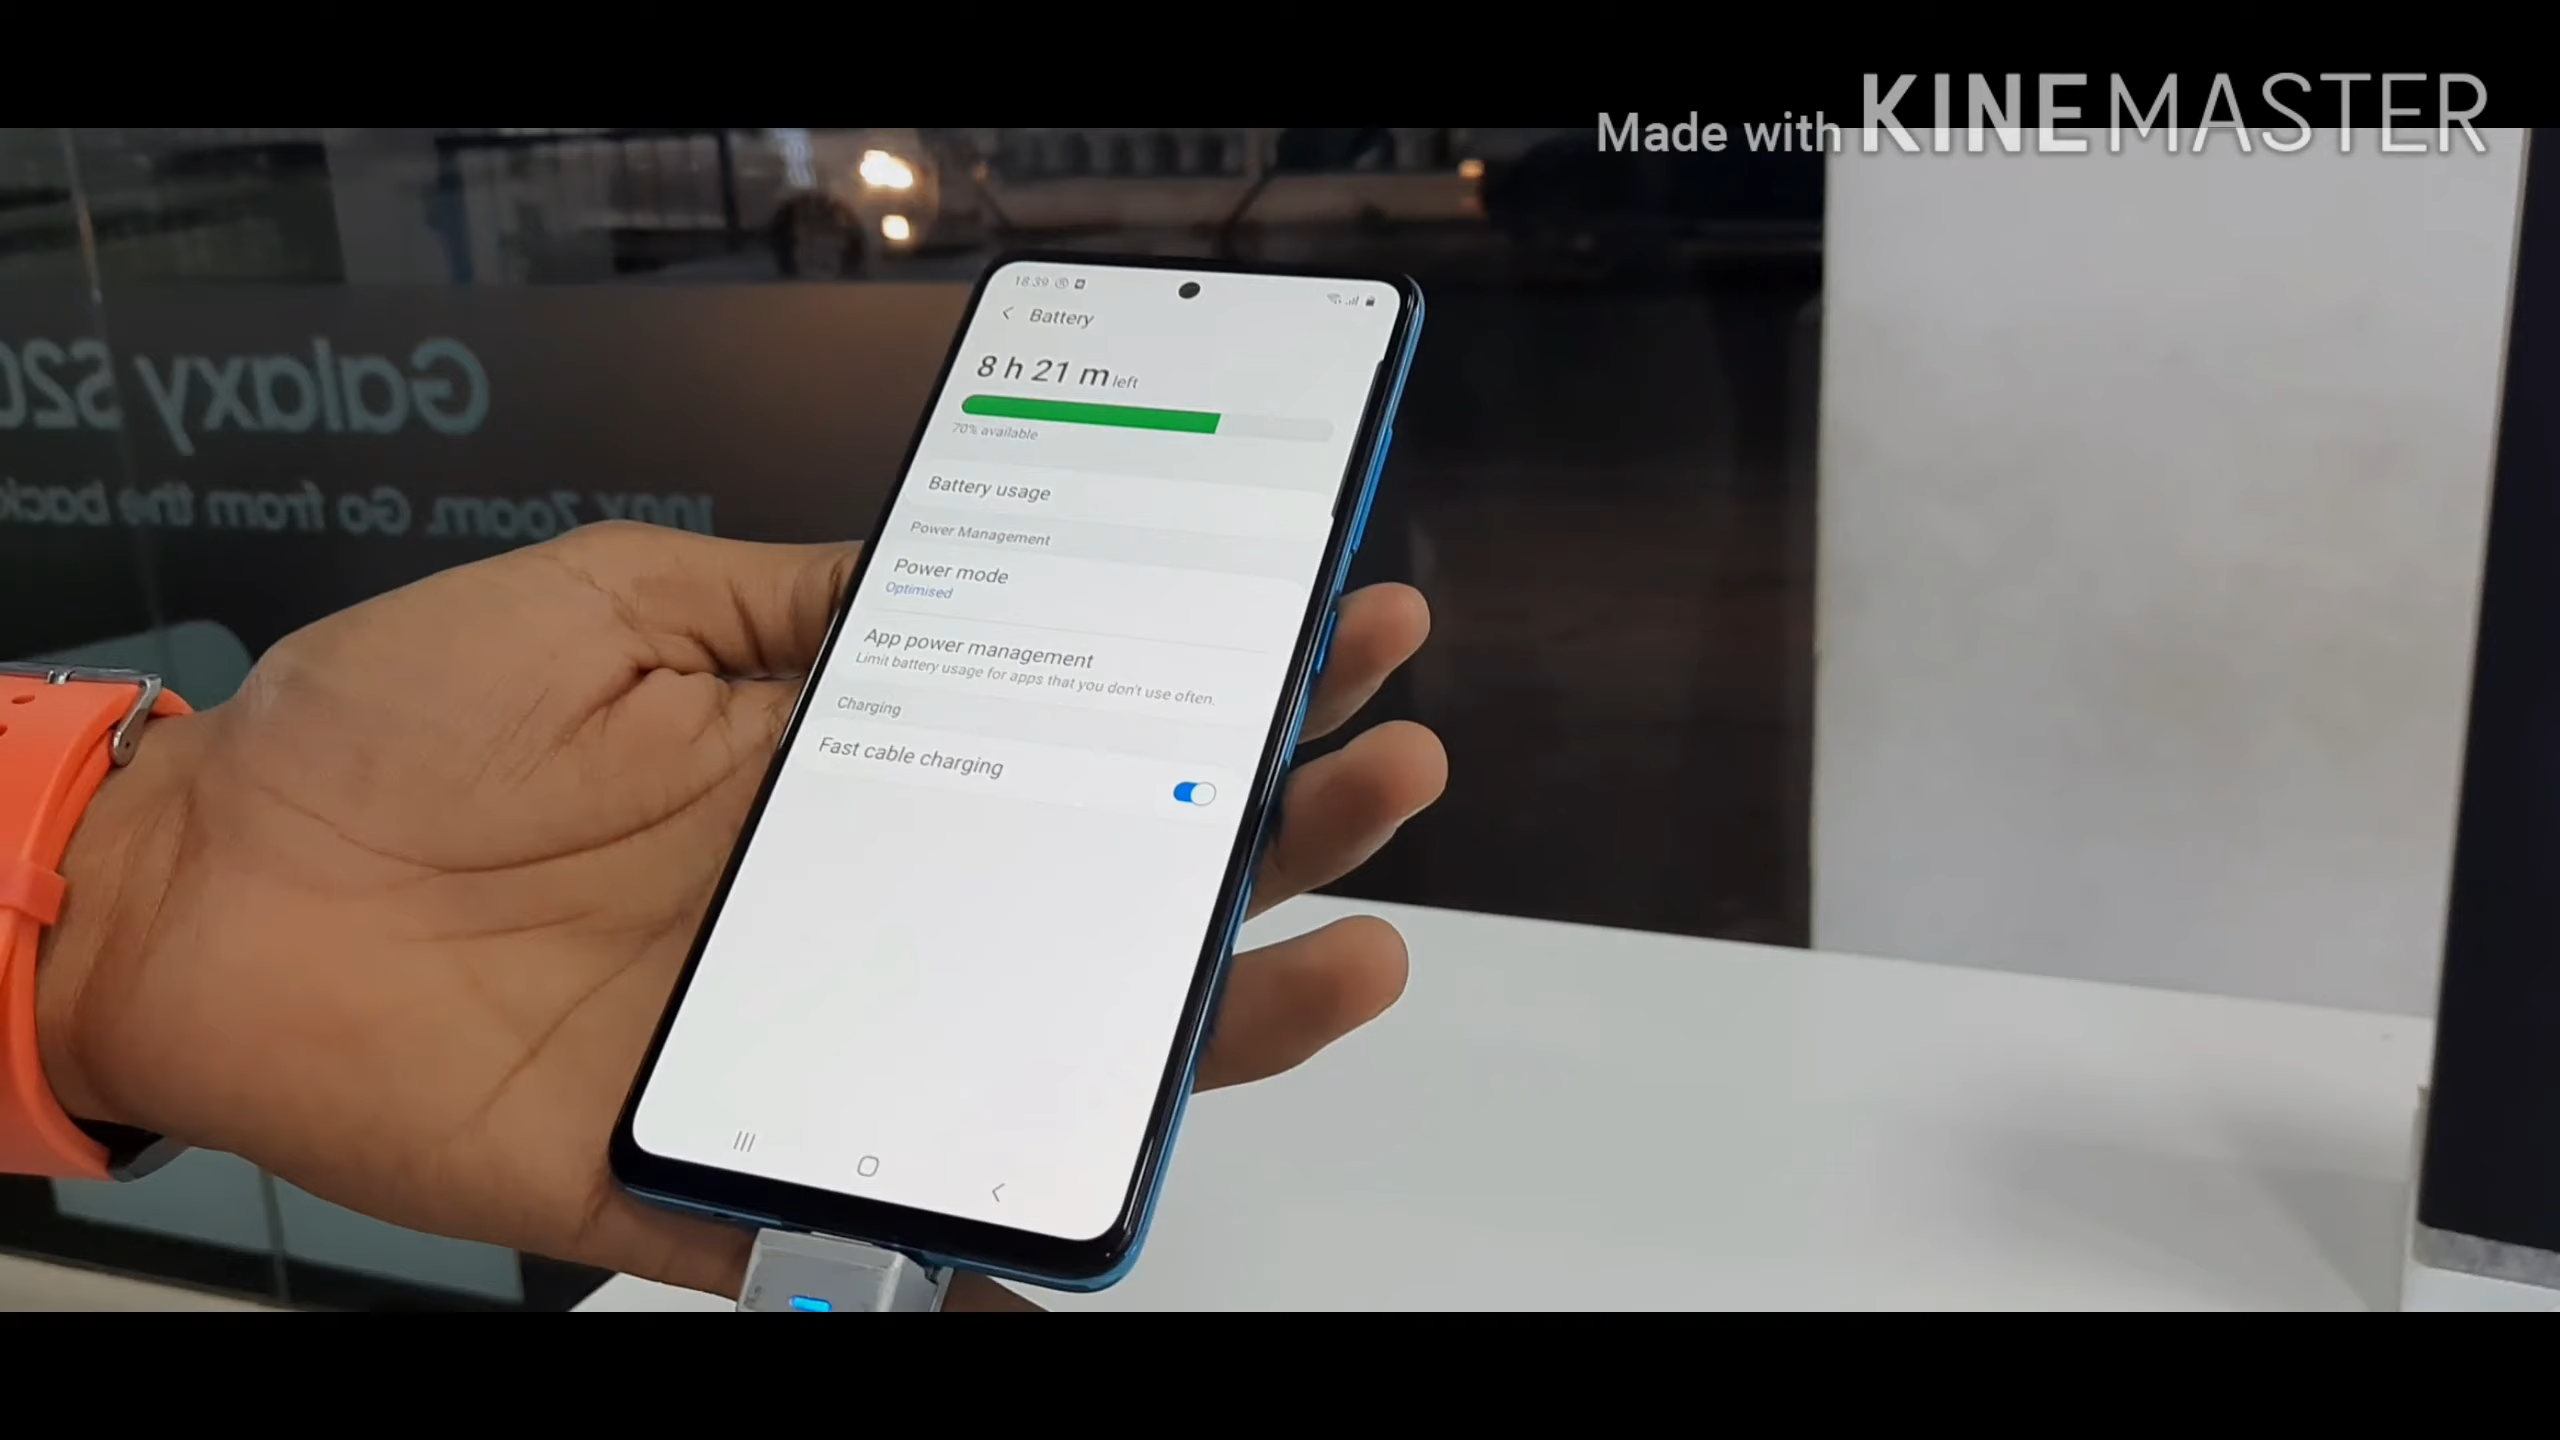 Made with KINEMASTER
Galaxy S20
100X Zoom. Go from the back
18:39
Battery
8 h 21 m left
70% available
Battery usage
Power Management
Power mode
Optimised
App power management
Limit battery usage for apps that you don't use often.
Charging
Fast cable charging